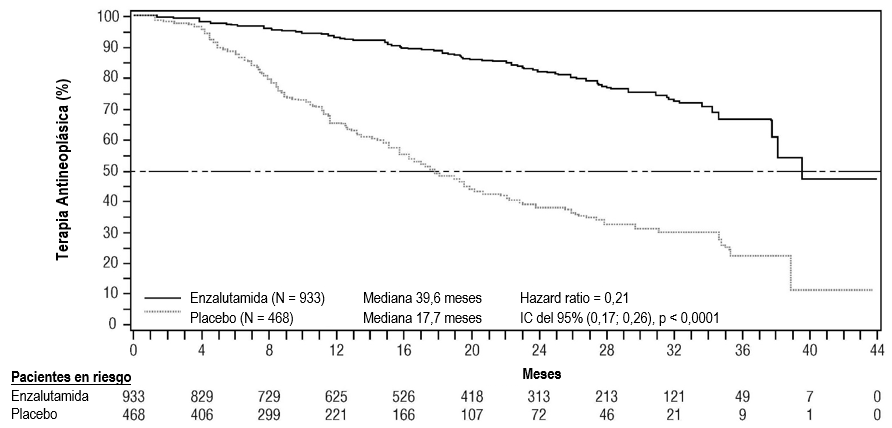 Terapia Antineoplásica (%)
100
90
80
70
60
50
40
30
20
10
0
Enzalutamida (N = 933) Mediana 39,6 meses Hazard ratio = 0,21
Placebo (N = 468) Mediana 17,7 meses IC del 95% (0,17; 0,26), p < 0,0001
0 4 8 12 16 20 24 28 32 36 40 44
Meses
Pacientes en riesgo
Enzalutamida 933 829 729 625 526 418 313 213 121 49 7 0
Placebo 468 406 299 221 166 107 72 46 21 9 1 0